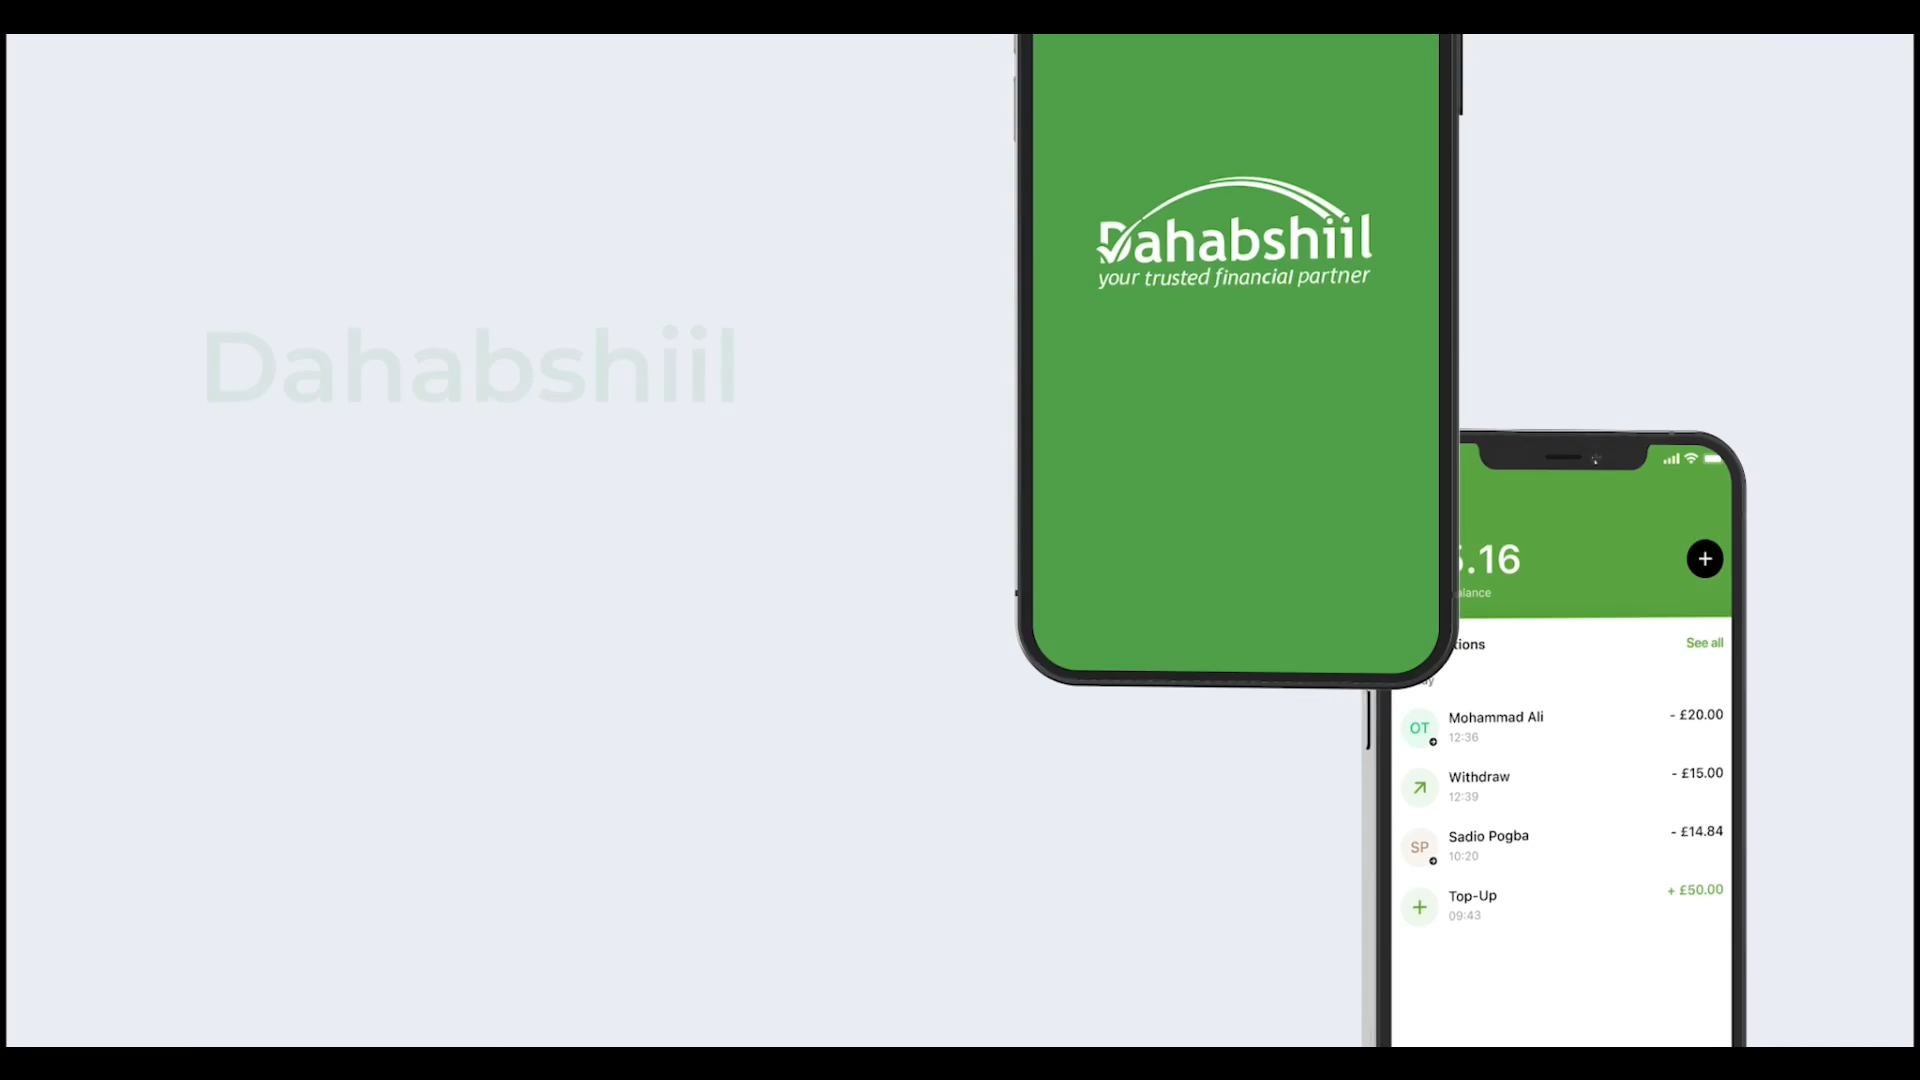 Dahabshiil
Dahabshiil
your trusted financial partner
.16
alance
tions
See all
OT
Mohammad Ali
- £20.00
12:36
Withdraw
- £15.00
12:39
SP
Sadio Pogba
- £14.84
10:20
Top-Up
+ £50.00
09:43